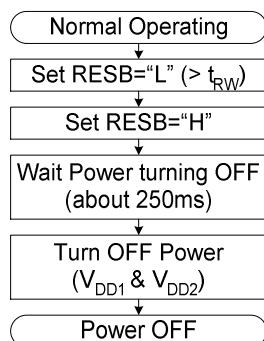 Normal Operating
Set RESB=“L” (> tRW)
Set RESB=“H”
Wait Power turning OFF
(about 250ms)
Turn OFF Power
(VDD1 & VDD2)
Power OFF